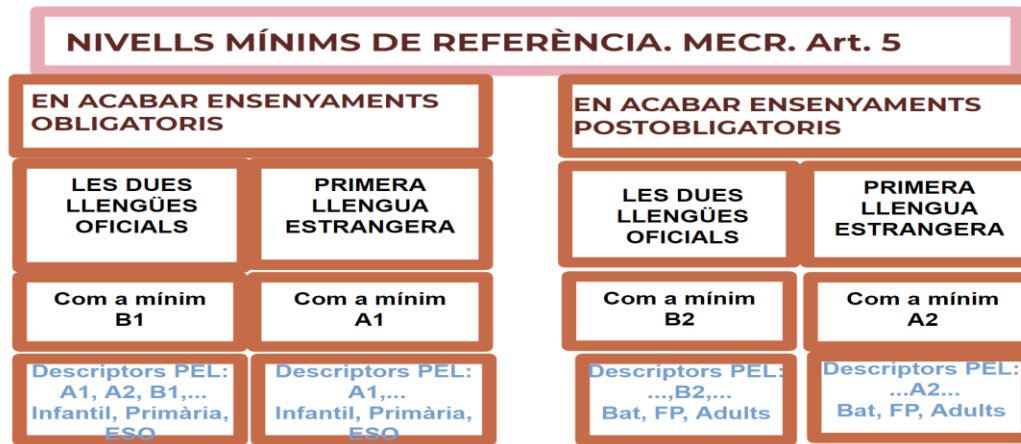 NIVELLS MÍNIMS DE REFERÈNCIA. MECR. Art. 5
EN ACABAR ENSENYAMENTS
OBLIGATORIS
LES DUES
LLENGÜES
OFICIALS
PRIMERA
LLENGUA
ESTRANGERA
Com a mínim
B1
Com a mínim
A1
Descriptors PEL:
A1, A2, B1,...
Infantil, Primària,
ESO
Descriptors PEL:
A1,...
Infantil, Primària,
ESO
EN ACABAR ENSENYAMENTS
POSTOBLIGATORIS
LES DUES
LLENGÜES
OFICIALS
PRIMERA
LLENGUA
ESTRANGERA
Com a mínim
B2
Com a mínim
A2
Descriptors PEL:
...,B2,...
Bat, FP, Adults
Descriptors PEL:
...A2...
Bat, FP, Adults